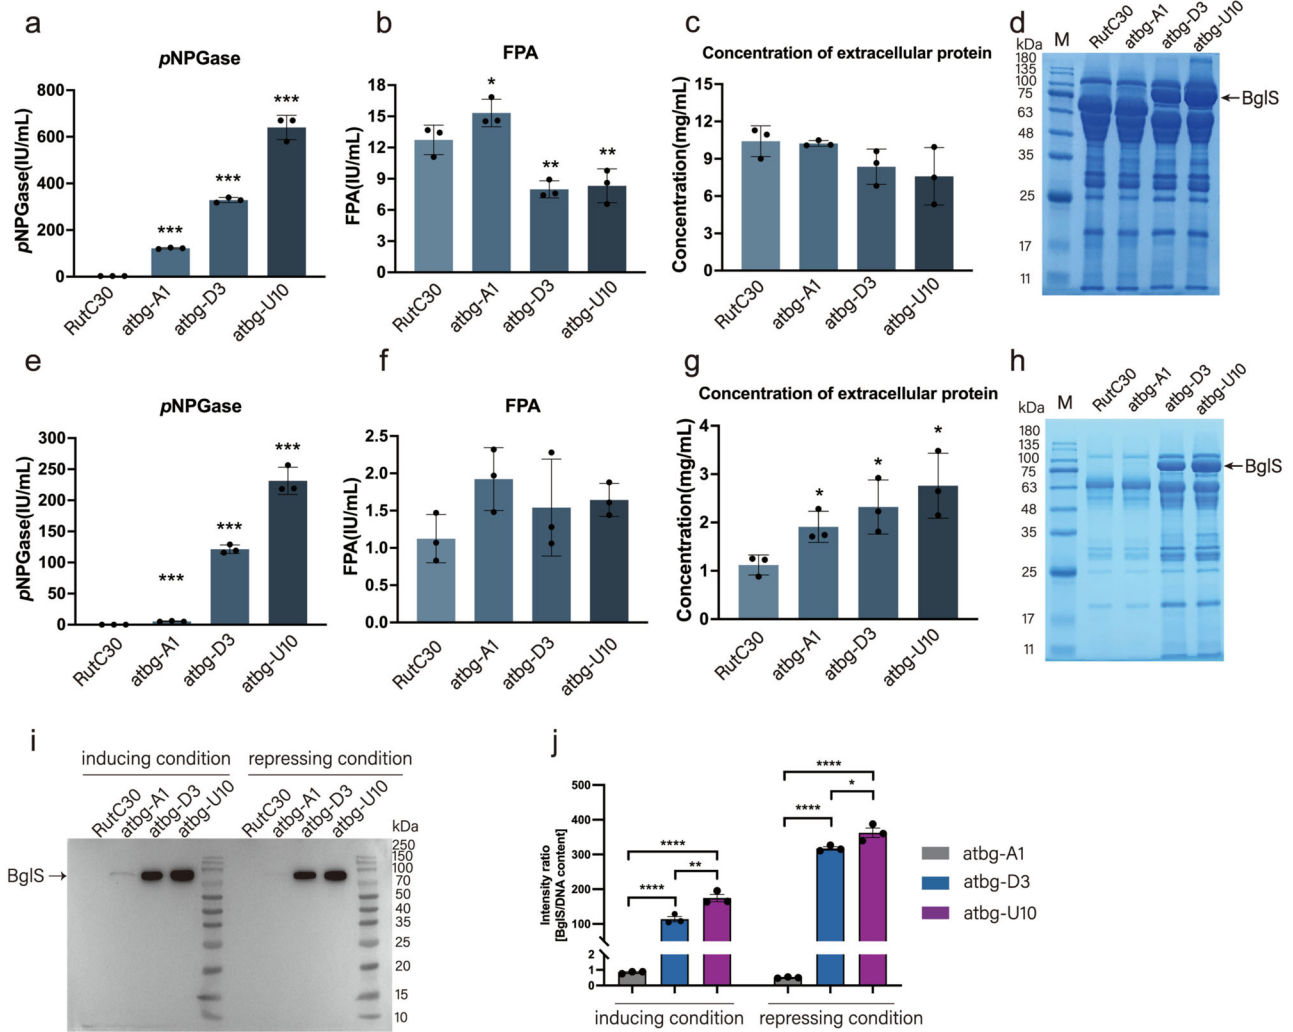 a
pNPGase
pNPGase(IU/mL)
800
600
400
200
0
***
***
***
RutC30
atbg-A1
atbg-D3
atbg-U10
b
FPA
FPA(IU/mL)
18
15
12
9
6
3
0
*
**
**
RutC30
atbg-A1
atbg-D3
atbg-U10
c
Concentration of extracellular protein
Concentration(mg/mL)
15
12
9
6
3
0
RutC30
atbg-A1
atbg-D3
atbg-U10
d
kDa
M
RutC30
atbg-A1
atbg-D3
atbg-U10
180
135
100
75
63
48
35
25
17
11
BglS
e
pNPGase
pNPGase(IU/mL)
300
250
200
150
100
50
0
***
***
***
RutC30
atbg-A1
atbg-D3
atbg-U10
f
FPA
FPA(IU/mL)
2.5
2.0
1.5
1.0
0.5
0.0
RutC30
atbg-A1
atbg-D3
atbg-U10
g
Concentration of extracellular protein
Concentration(mg/mL)
4
3
2
1
0
*
*
*
RutC30
atbg-A1
atbg-D3
atbg-U10
h
kDa
M
RutC30
atbg-A1
atbg-D3
atbg-U10
180
135
100
75
63
48
35
25
17
11
BglS
i
inducing condition
repressing condition
RutC30
atbg-A1
atbg-D3
atbg-U10
RutC30
atbg-A1
atbg-D3
atbg-U10
kDa
250
150
100
70
50
40
35
25
20
15
10
BglS
j
Intensity ratio
[BglS/DNA content]
500
400
300
200
100
2
1
0
****
****
**
****
****
*
inducing condition
repressing condition
atbg-A1
atbg-D3
atbg-U10